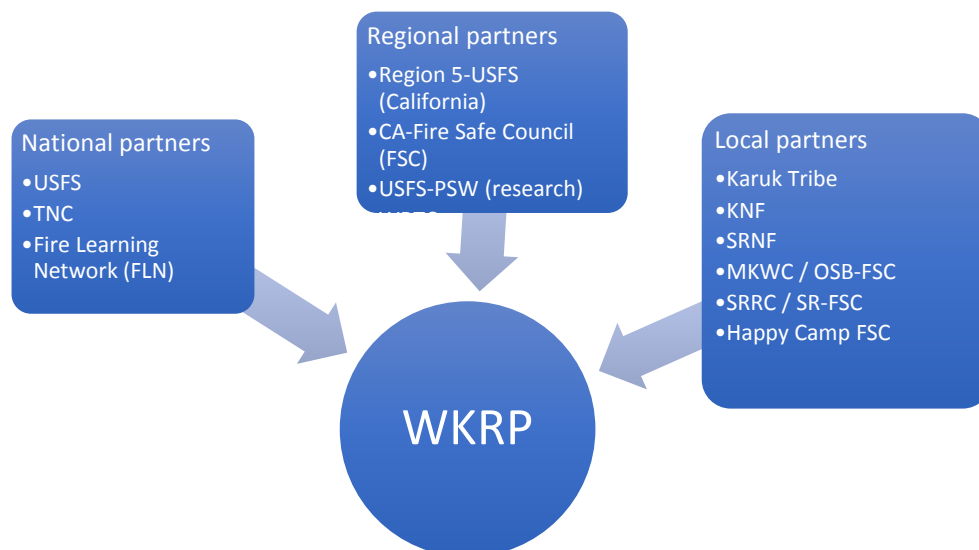 Regional partners
•Region 5-USFS
(California)
•CA-Fire Safe Council
(FSC)
•USFS-PSW (research)
National partners
•USFS
•TNC
•Fire Learning
Network (FLN)
Local partners
•Karuk Tribe
•KNF
•SRNF
•MKWC / OSB-FSC
•SRRC / SR-FSC
•Happy Camp FSC
WKRP